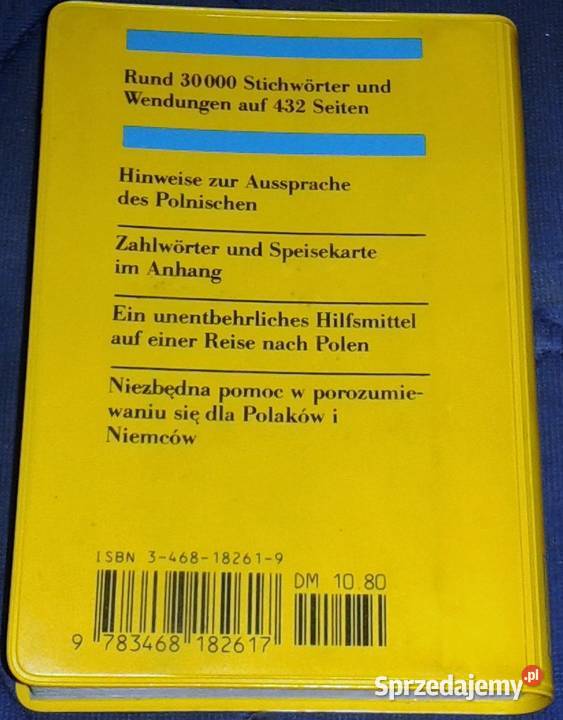 Rund 30 000 Stichwörter und
Wendungen auf 432 Seiten
Hinweise zur Aussprache
des Polnischen
Zahlwörter und Speisekarte
im Anhang
Ein unentbehrliches Hilfsmittel
auf einer Reise nach Polen
Niezbędna pomoc w porozumie-
waniu się dla Polaków i
Niemców
ISBN 3-468-18261-9
DM 10.80
9 783468 182617
Sprzedajemy.pl